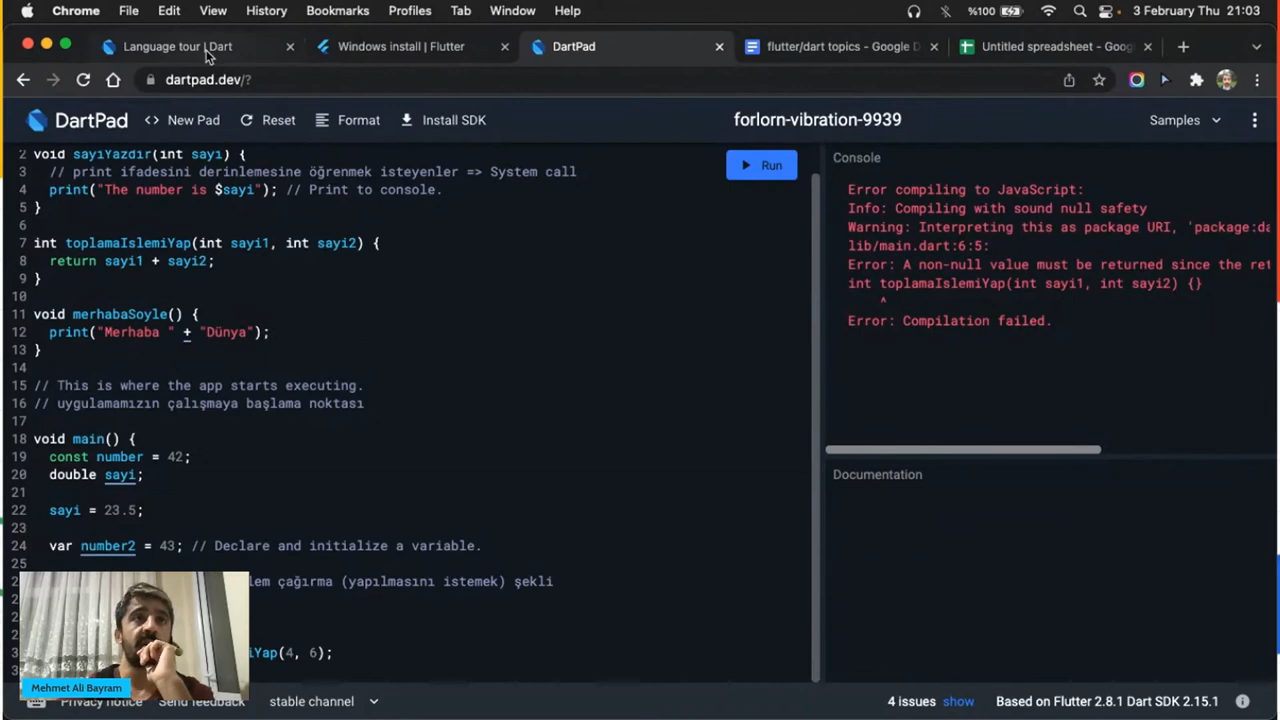 Chrome File Edit View History Bookmarks Profiles Tab Window Help %100 3 February Thu 21:03
Language tour | Dart Windows install | Flutter DartPad flutter/dart topics - Google D Untitled spreadsheet - Goog
dartpad.dev/?
DartPad <> New Pad Reset Format Install SDK forlorn-vibration-9939 Samples
2 void sayiYazdir(int sayi) {
3 // print ifadesini derinlemesine öğrenmek isteyenler => System call
4 print("The number is $sayi"); // Print to console.
5 }
6
7 int toplamaIslemiYap(int sayi1, int sayi2) {
8 return sayi1 + sayi2;
9 }
10
11 void merhabaSoyle() {
12 print("Merhaba " + "Dünya");
13 }
14
15 // This is where the app starts executing.
16 // uygulamamızın çalışmaya başlama noktası
17
18 void main() {
19 const number = 42;
20 double sayi;
21
22 sayi = 23.5;
23
24 var number2 = 43; // Declare and initialize a variable.
25
lem çağırma (yapılmasını istemek) şekli
iYap(4, 6);
Run
Console
Error compiling to JavaScript:
Info: Compiling with sound null safety
Warning: Interpreting this as package URI, 'package:da
lib/main.dart:6:5:
Error: A non-null value must be returned since the ret
int toplamaIslemiYap(int sayi1, int sayi2) {}
^
Error: Compilation failed.
Documentation
Mehmet Ali Bayram
Privacy notice Send feedback stable channel 4 issues show Based on Flutter 2.8.1 Dart SDK 2.15.1